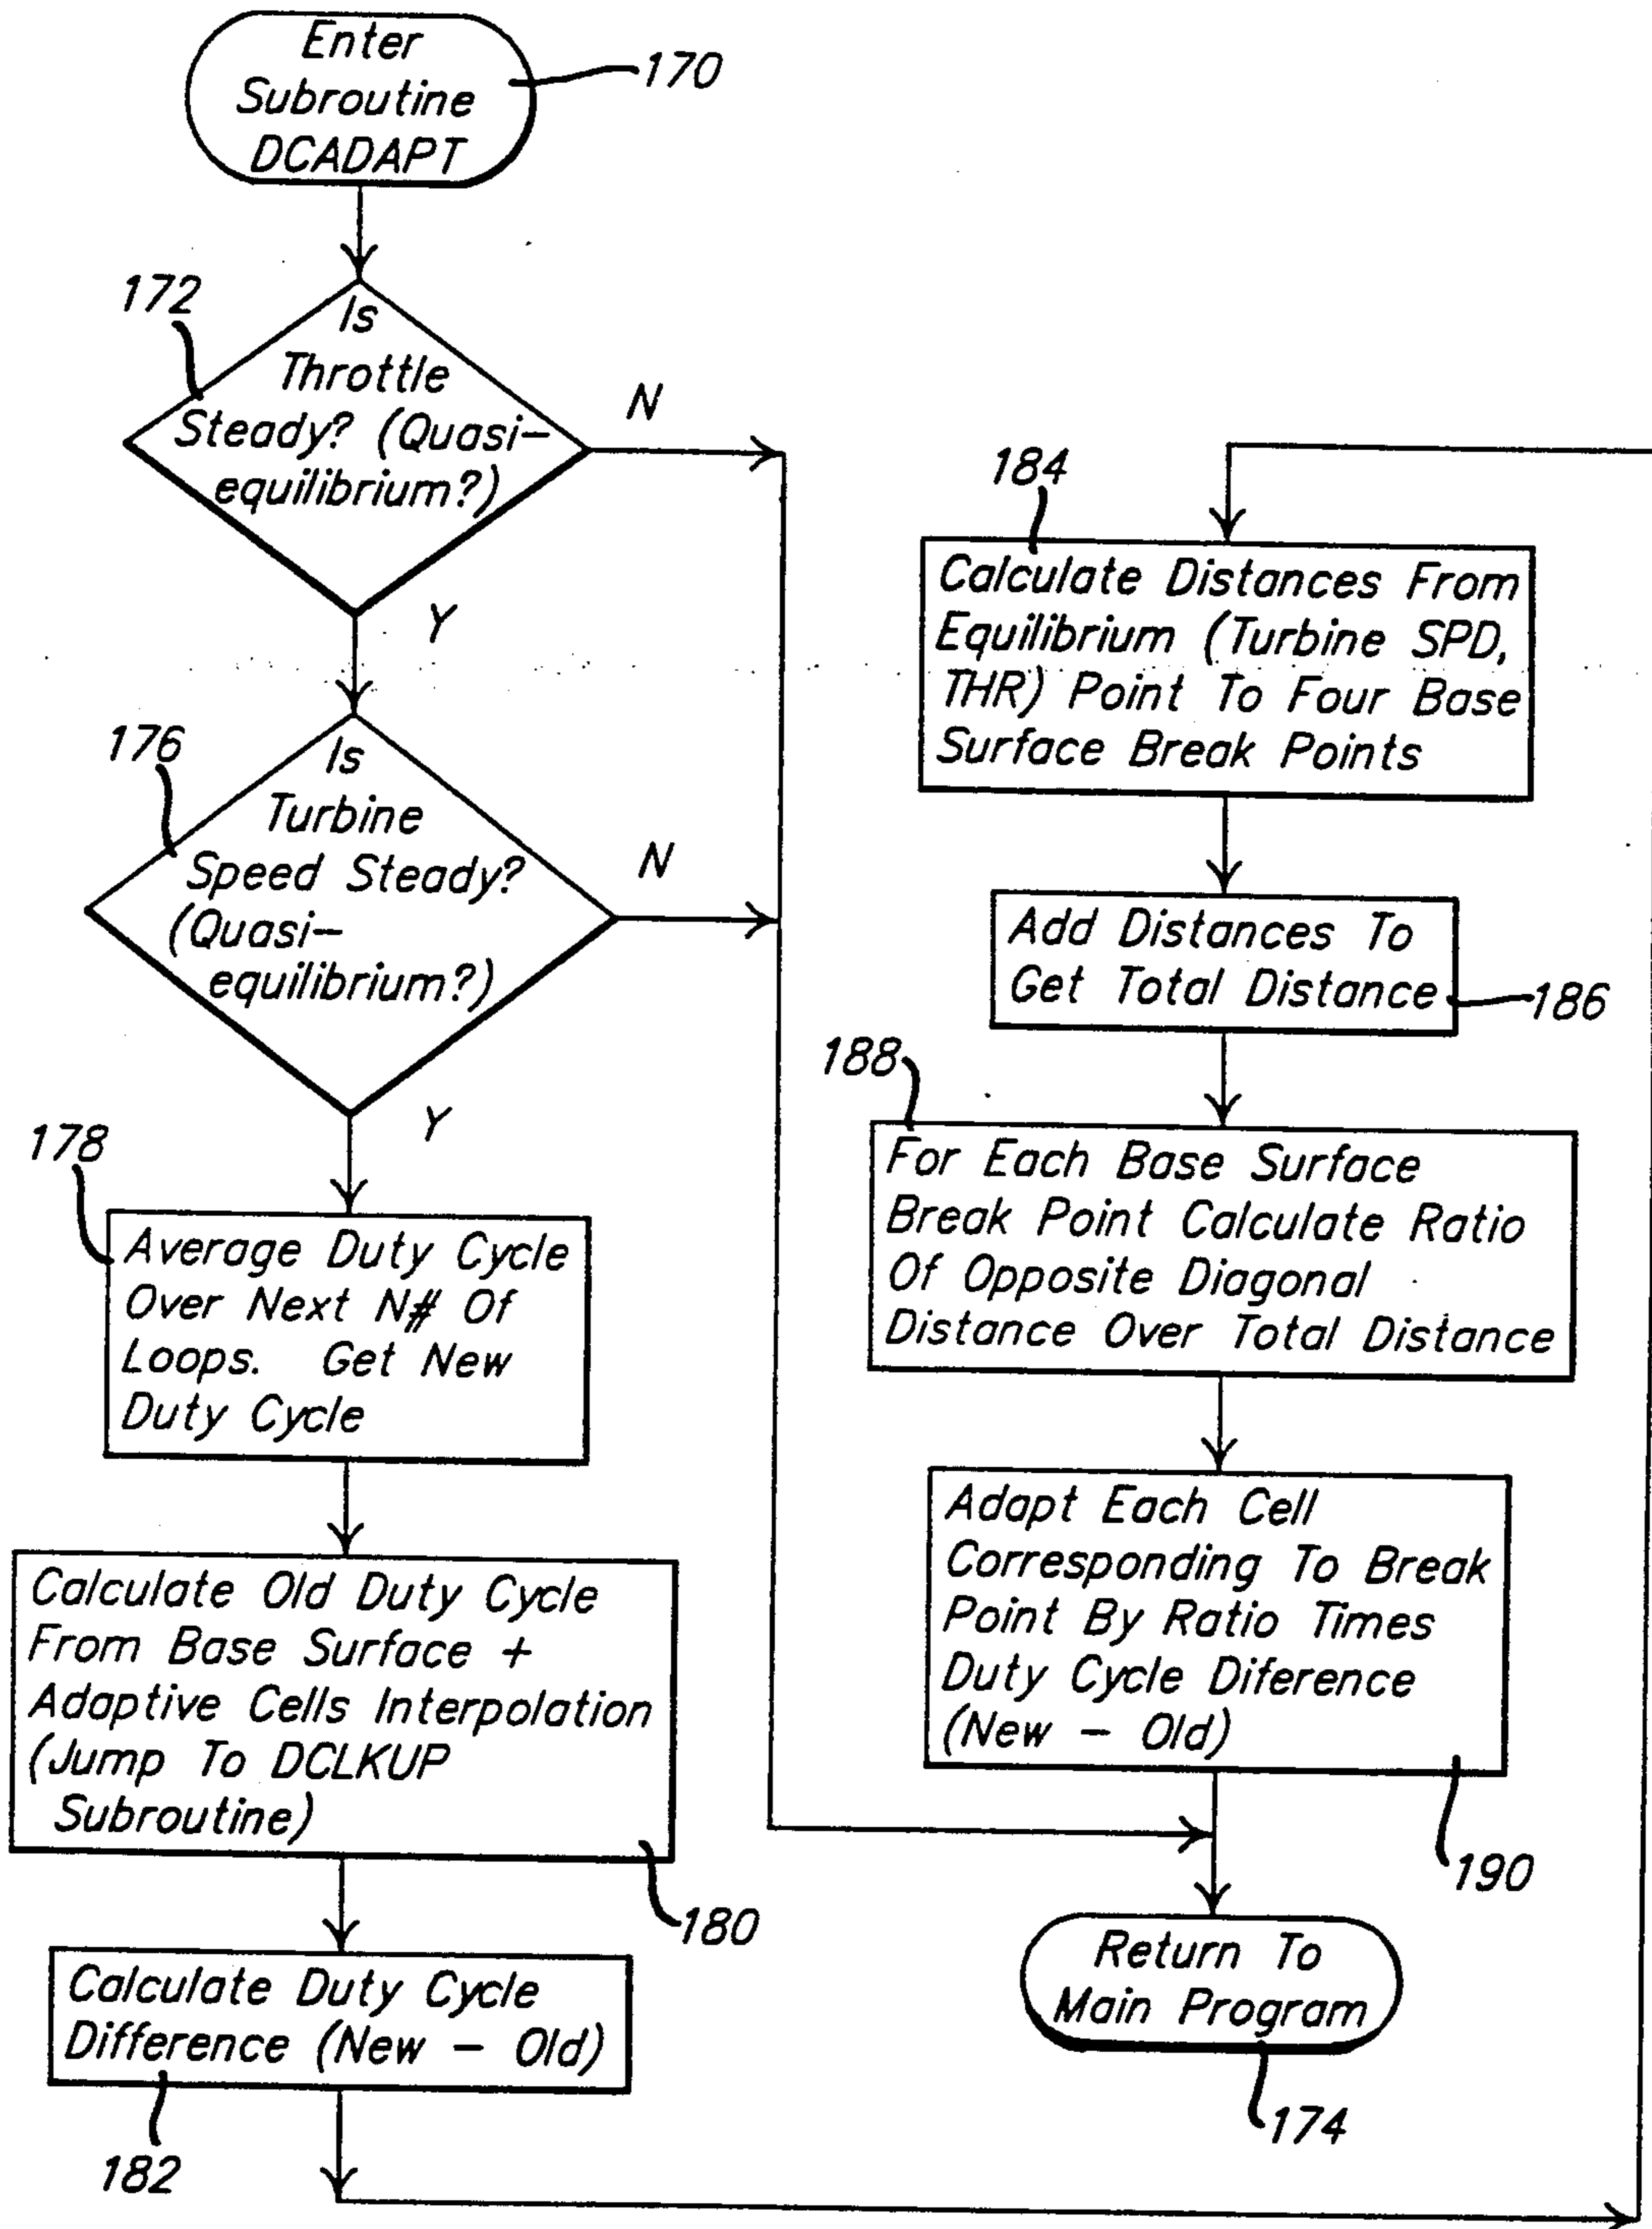 Enter
Subroutine
DCADAPT
170
172
Is
Throttle
Steady? (Quasi-
equilibrium?)
N
Y
176
Is
Turbine
Speed Steady?
(Quasi-
equilibrium?)
N
Y
178
Average Duty Cycle
Over Next N# Of
Loops. Get New
Duty Cycle
Calculate Old Duty Cycle
From Base Surface +
Adaptive Cells Interpolation
(Jump To DCLKUP
Subroutine)
180
Calculate Duty Cycle
Difference (New - Old)
182
184
Calculate Distances From
Equilibrium (Turbine SPD,
THR) Point To Four Base
Surface Break Points
Add Distances To
Get Total Distance
186
188
For Each Base Surface
Break Point Calculate Ratio
Of Opposite Diagonal
Distance Over Total Distance
Adapt Each Cell
Corresponding To Break
Point By Ratio Times
Duty Cycle Diference
(New - Old)
190
Return To
Main Program
174